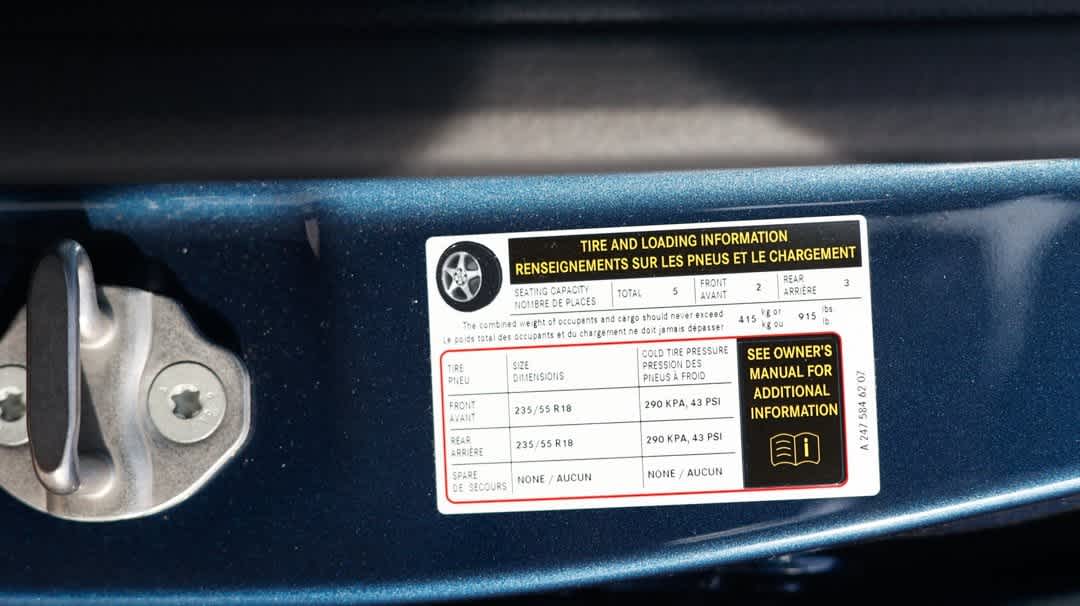 TIRE AND LOADING INFORMATION
RENSEIGNEMENTS SUR LES PNEUS ET LE CHARGEMENT
SEATING CAPACITY
NOMBRE DE PLACES
TOTAL 5
FRONT
AVANT
2
REAR
ARRIÈRE
3
The combined weight of occupants and cargo should never exceed
Le poids total des occupants et du chargement ne doit jamais dépasser
415 kg or 915 lbs.
kg ou lb.
TIRE
PNEU
SIZE
DIMENSIONS
COLD TIRE PRESSURE
PRESSION DES
PNEUS À FROID
FRONT
AVANT
235/55 R18
290 KPA, 43 PSI
REAR
ARRIÈRE
235/55 R18
290 KPA, 43 PSI
SPARE
DE SECOURS
NONE / AUCUN
NONE / AUCUN
SEE OWNER'S
MANUAL FOR
ADDITIONAL
INFORMATION
i
A 247 584 62 07